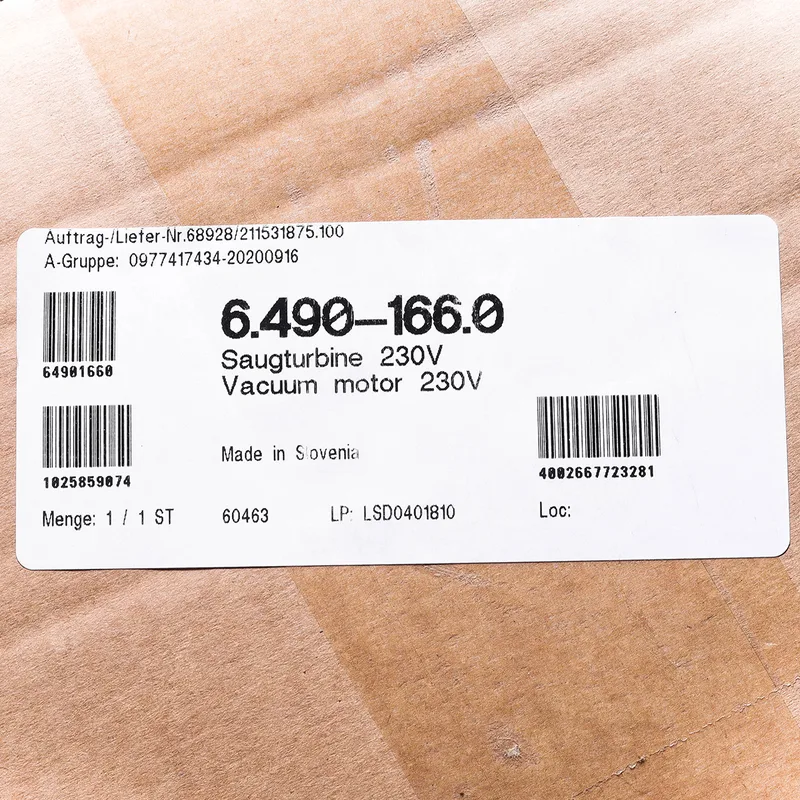 Auftrag-/Liefer-Nr.68928/211531875.100
A-Gruppe: 0977417434-20200916
6.490-166.0
64901660
Saugturbine 230V
Vacuum motor 230V
1025859074
Made in Slovenia
4002667723281
Menge: 1 / 1 ST
60463
LP: LSD0401810
Loc: